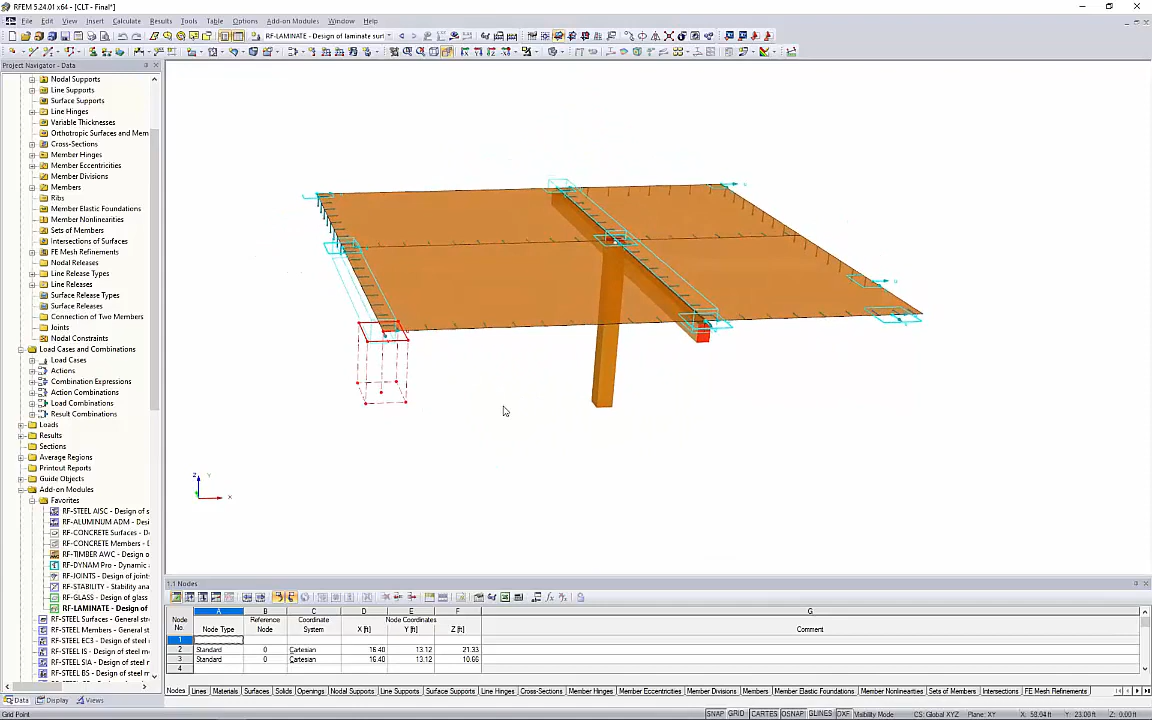 RFEM 5.24.01 x64 - [CLT - Final*]
File Edit View Insert Calculate Results Tools Table Options Add-on Modules Window Help
RF-LAMINATE - Design of laminate sur
Project Navigator - Data
Nodal Supports
Line Supports
Surface Supports
Line Hinges
Variable Thicknesses
Orthotropic Surfaces and Mem
Cross-Sections
Member Hinges
Member Eccentricities
Member Divisions
Members
Ribs
Member Elastic Foundations
Member Nonlinearities
Sets of Members
Intersections of Surfaces
FE Mesh Refinements
Nodal Releases
Line Release Types
Line Releases
Surface Release Types
Surface Releases
Connection of Two Members
Joints
Nodal Constraints
Load Cases and Combinations
Load Cases
Actions
Combination Expressions
Action Combinations
Load Combinations
Result Combinations
Loads
Results
Sections
Average Regions
Printout Reports
Guide Objects
Add-on Modules
Favorites
RF-STEEL AISC - Design of s
RF-ALUMINUM ADM - Desi
RF-CONCRETE Surfaces - D
RF-CONCRETE Members - D
RF-TIMBER AWC - Design o
RF-DYNAM Pro - Dynamic
RF-JOINTS - Design of joint
RF-STABILITY - Stability ana
RF-GLASS - Design of glass
RF-LAMINATE - Design of
RF-STEEL Surfaces - General str
RF-STEEL Members - General st
RF-STEEL EC3 - Design of steel
RF-STEEL IS - Design of steel m
RF-STEEL SIA - Design of steel
RF-STEEL BS - Design of steel m
Data Display Views
Z Y
X
1.1 Nodes
A B C D E F G
Node Reference Coordinate Node Coordinates
No. Node Type Node System X [ft] Y [ft] Z [ft] Comment
1
2 Standard 0 Cartesian 16.40 13.12 21.33
3 Standard 0 Cartesian 16.40 13.12 10.66
4
Nodes Lines Materials Surfaces Solids Openings Nodal Supports Line Supports Surface Supports Line Hinges Cross-Sections Member Hinges Member Eccentricities Member Divisions Members Member Elastic Foundations Member Nonlinearities Sets of Members Intersections FE Mesh Refinements
Grid Point SNAP GRID CARTES OSNAP GLINES DXF Visibility Mode CS: Global XYZ Plane: XY X: 58.64 ft Y: 23.00 ft Z: 0.00 ft